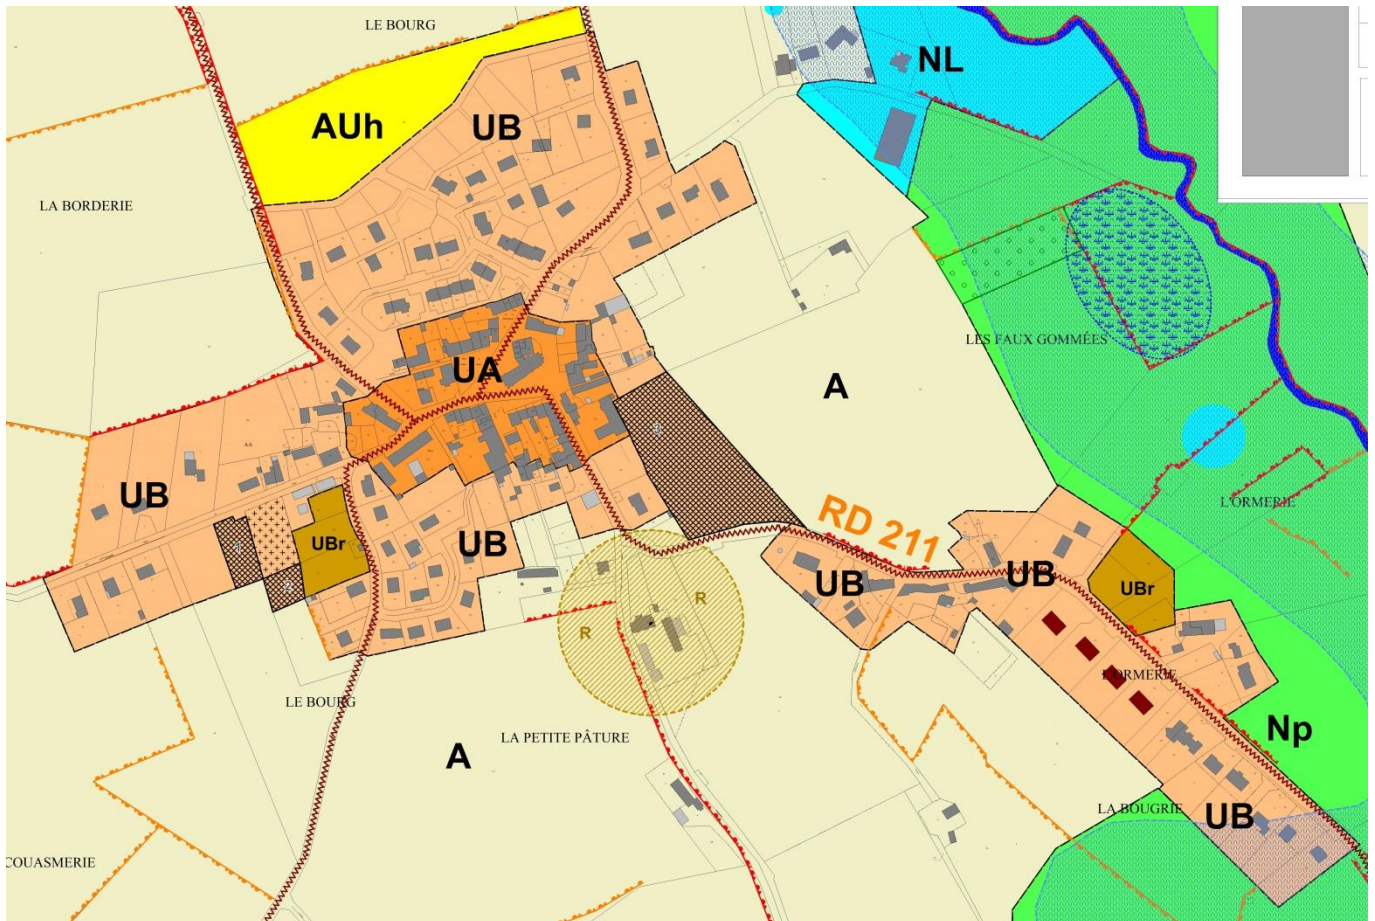 LE BOURG
NL
AUh
UB
LA BORDERIE
LES FAUX GOMMÉES
UA
A
L'ORMERIE
UB
RD 211
UBr
UB
UB
UB
UBr
R
R
L'ORMERIE
LE BOURG
Np
LA PETITE PÂTURE
A
LA BOUGRIE
UB
COUASMERIE